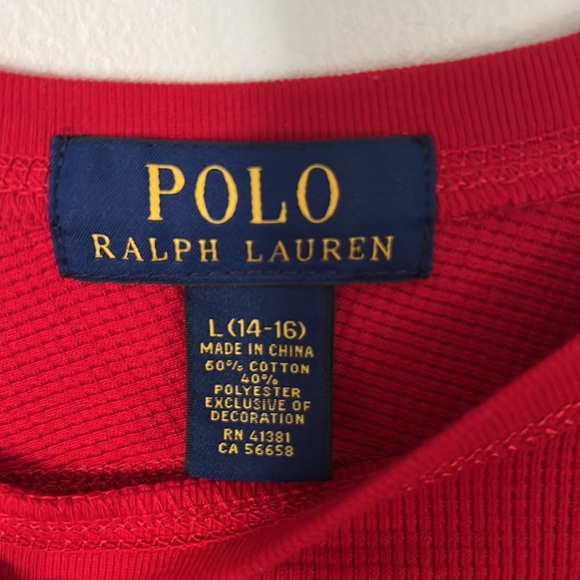 POLO
RALPH LAUREN
L (14-16)
MADE IN CHINA
60% COTTON
40%
POLYESTER
EXCLUSIVE OF
DECORATION
RN 41381
CA 56658